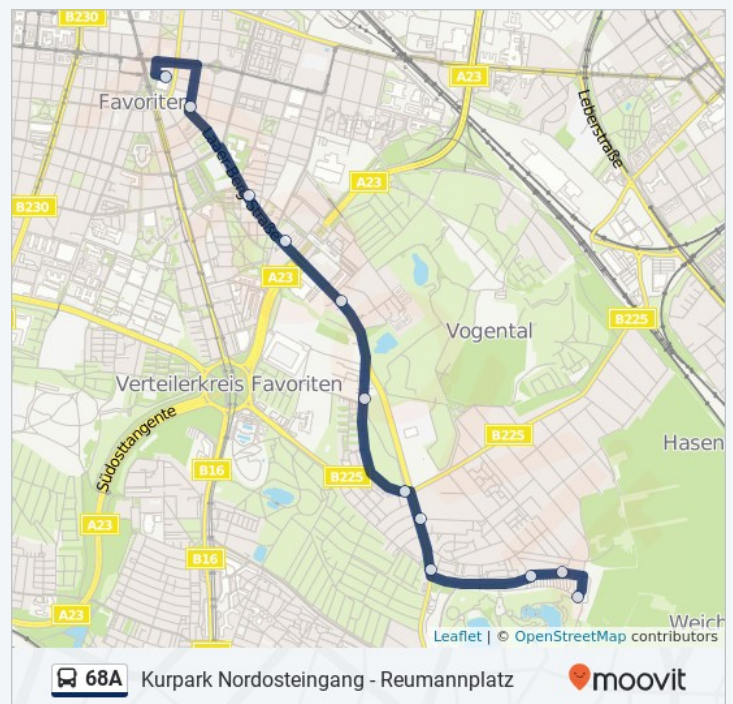 B230
A23
Favoriten
Leberstraße
A23
B230
A23
B225
Vogental
Verteilerkreis Favoriten
Südosttangente
B225
Hasen
B16
B225
A23
B16
A23
Weich
Leaflet | © OpenStreetMap contributors
68A Kurpark Nordosteingang - Reumannplatz moovit